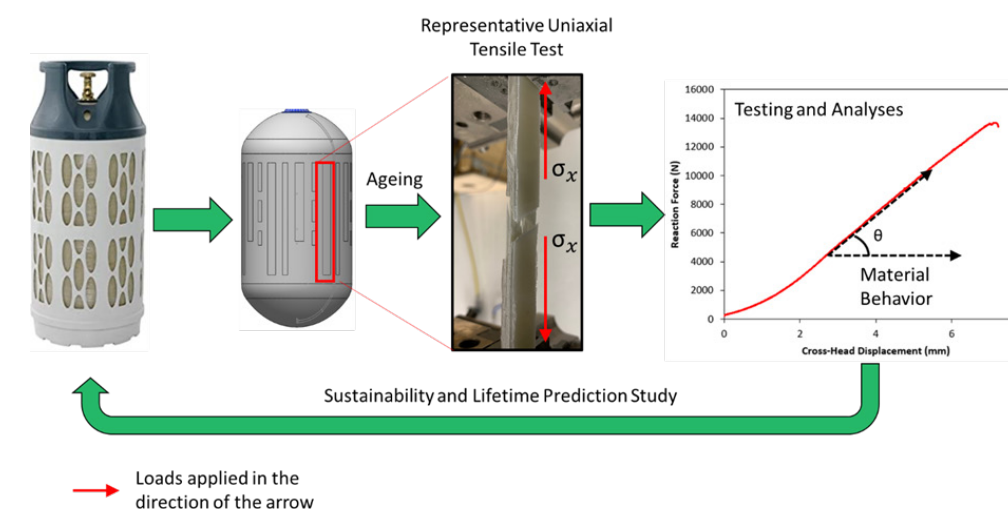 Representative Uniaxial
Tensile Test
Ageing
σₓ
σₓ
Testing and Analyses
16000
14000
12000
10000
8000
6000
4000
2000
0
Reaction Force (N)
θ
Material
Behavior
0
2
4
6
Cross-Head Displacement (mm)
Sustainability and Lifetime Prediction Study
Loads applied in the
direction of the arrow